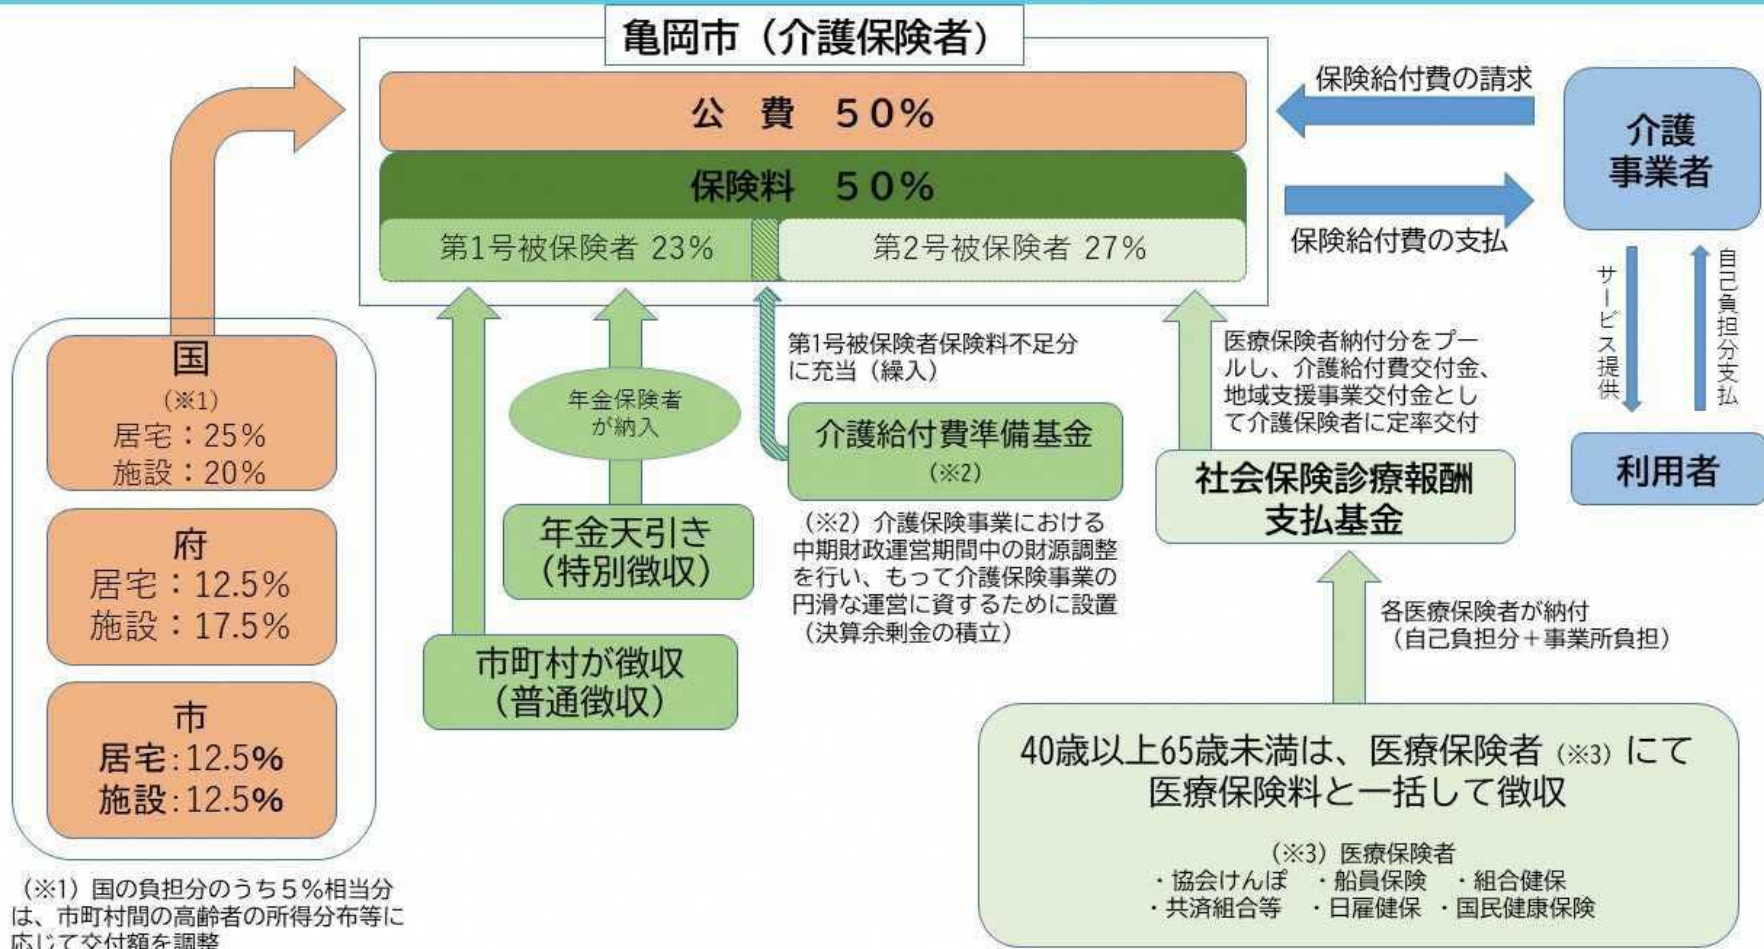 亀岡市（介護保険者）
公　費　５０%
保険料　５０%
第1号被保険者 23%
第2号被保険者 27%
保険給付費の請求
保険給付費の支払
介護
事業者
サービス提供
自己負担分支払
利用者
国
（※1）
居宅：25%
施設：20%
府
居宅：12.5%
施設：17.5%
市
居宅：12.5%
施設：12.5%
（※1）国の負担分のうち５%相当分
は、市町村間の高齢者の所得分布等に
応じて交付額を調整
年金保険者
が納入
年金天引き
（特別徴収）
市町村が徴収
（普通徴収）
第1号被保険者保険料不足分
に充当（繰入）
介護給付費準備基金
（※2）
（※2）介護保険事業における
中期財政運営期間中の財源調整
を行い、もって介護保険事業の
円滑な運営に資するために設置
（決算余剰金の積立）
医療保険者納付分をプー
ルし、介護給付費交付金、
地域支援事業交付金とし
て介護保険者に定率交付
社会保険診療報酬
支払基金
各医療保険者が納付
（自己負担分＋事業所負担）
40歳以上65歳未満は、医療保険者（※3）にて
医療保険料と一括して徴収
（※3）医療保険者
・協会けんぽ　・船員保険　・組合健保
・共済組合等　・日雇健保　・国民健康保険